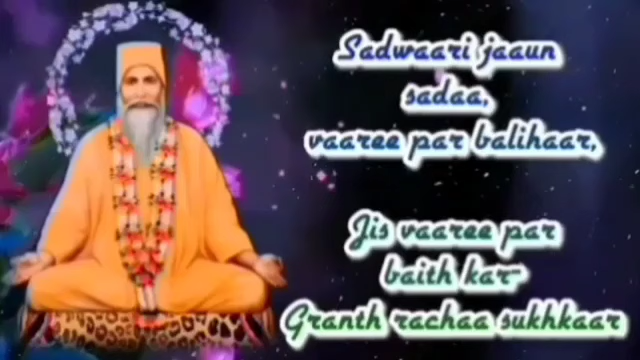 Sadwaari jaaun
sadaa,
vaaree par balihaar,
Jis vaaree par
baith kar-
Granth rachaa sukhkaar